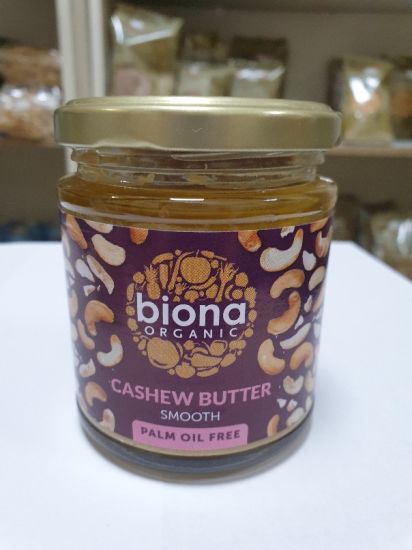 biona
ORGANIC
CASHEW BUTTER
SMOOTH
PALM OIL FREE